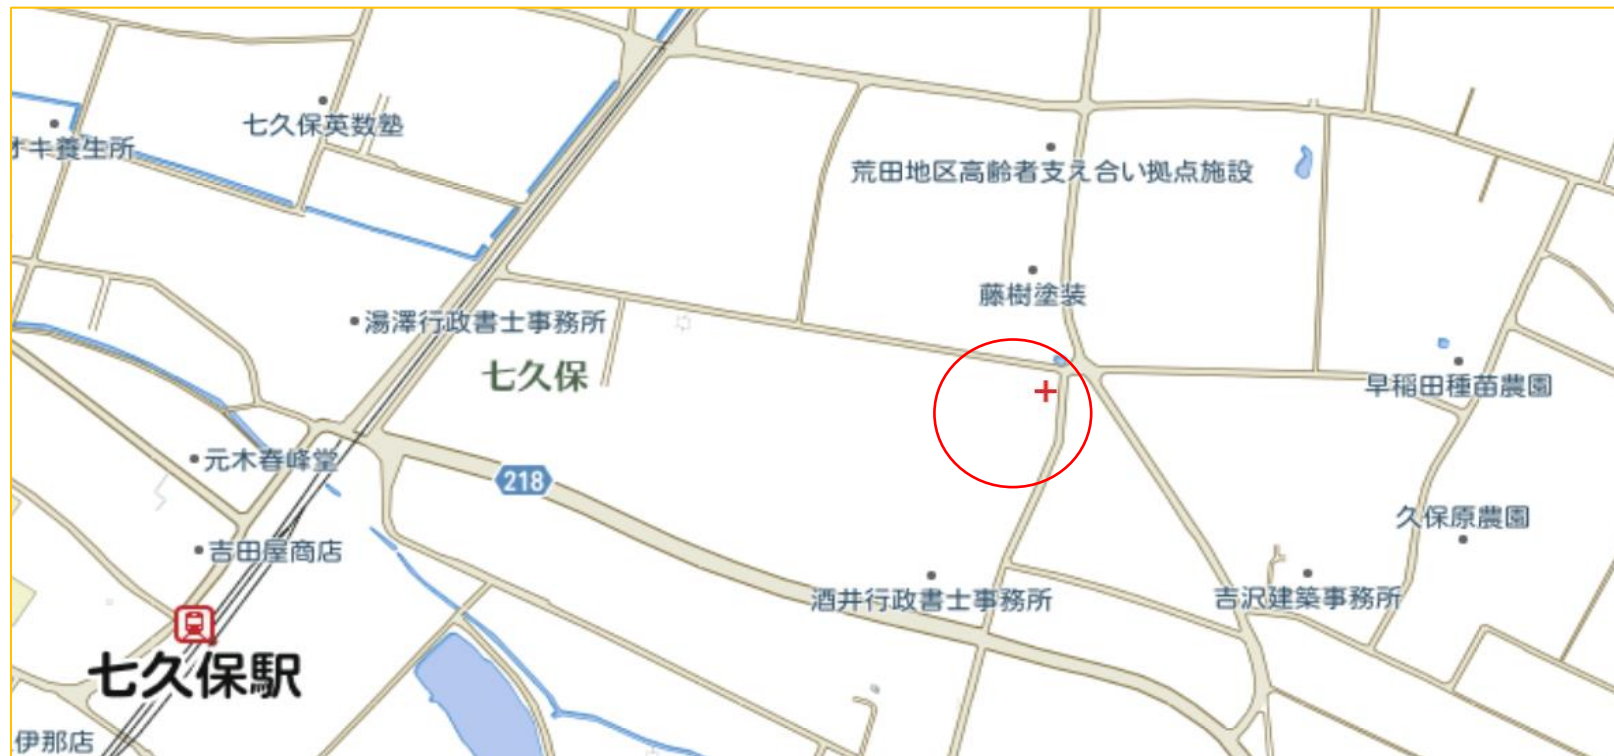 七久保英数塾
オキ養生所
荒田地区高齢者支え合い拠点施設
藤樹塗装
湯澤行政書士事務所
七久保
早稲田種苗農園
元木春峰堂
218
久保原農園
吉田屋商店
酒井行政書士事務所
吉沢建築事務所
七久保駅
伊那店